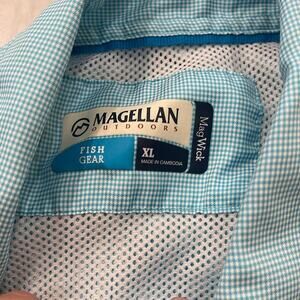 MAGELLAN
OUTDOORS
FISH
GEAR
XL
MADE IN CAMBODIA
MagWick